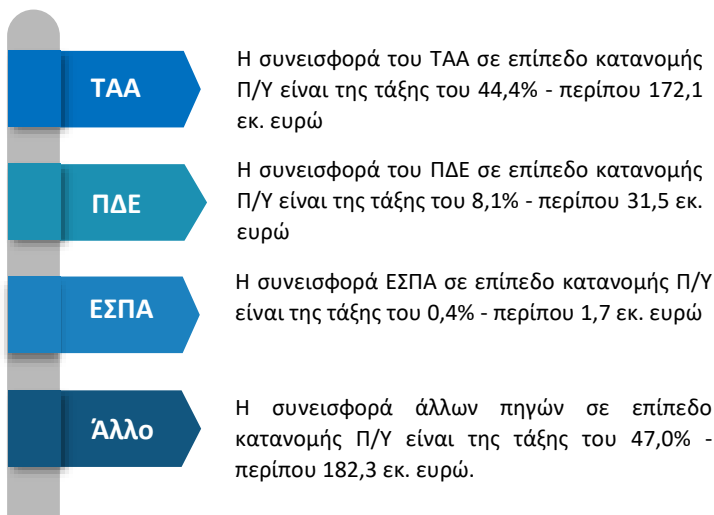 ΤΑΑ
Η συνεισφορά του ΤΑΑ σε επίπεδο κατανομής
Π/Υ είναι της τάξης του 44,4% - περίπου 172,1
εκ. ευρώ
ΠΔΕ
Η συνεισφορά του ΠΔΕ σε επίπεδο κατανομής
Π/Υ είναι της τάξης του 8,1% - περίπου 31,5 εκ.
ευρώ
ΕΣΠΑ
Η συνεισφορά ΕΣΠΑ σε επίπεδο κατανομής Π/Υ
είναι της τάξης του 0,4% - περίπου 1,7 εκ. ευρώ
Άλλο
Η συνεισφορά άλλων πηγών σε επίπεδο
κατανομής Π/Υ είναι της τάξης του 47,0% -
περίπου 182,3 εκ. ευρώ.